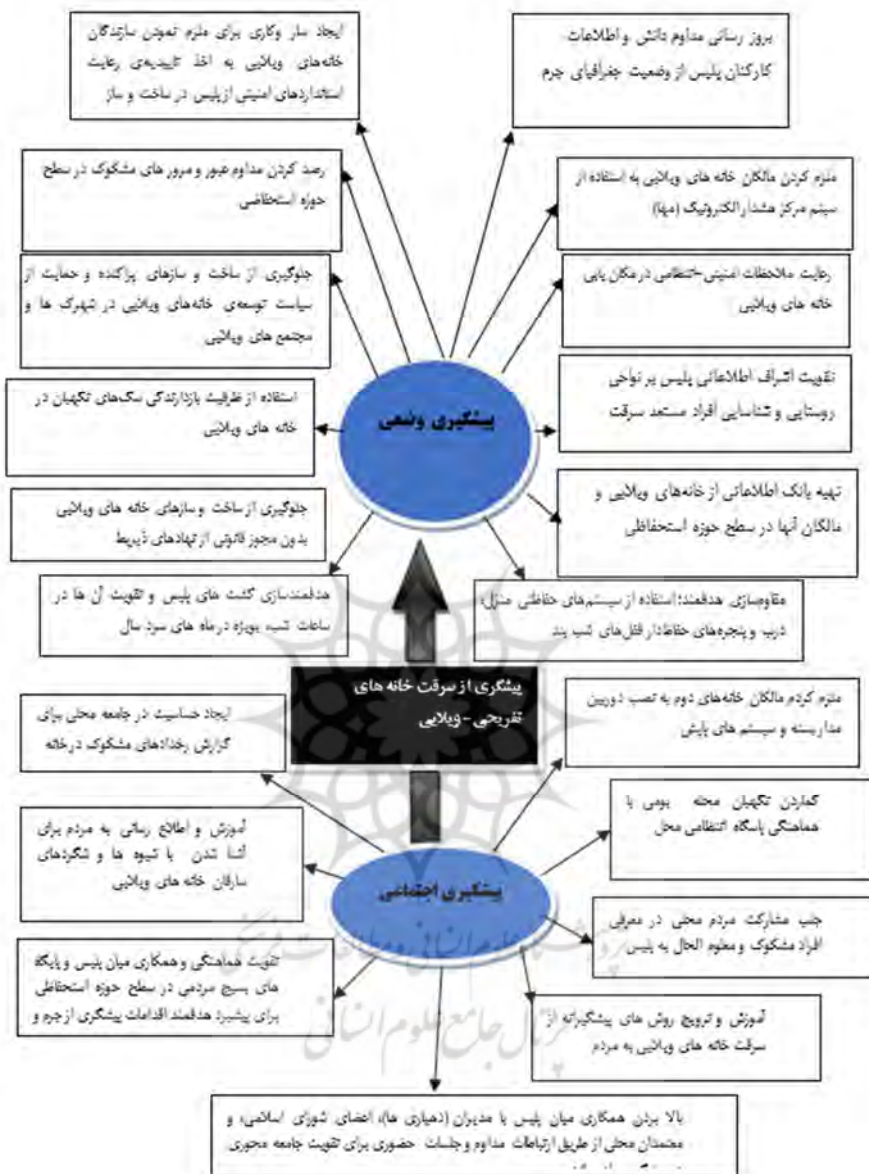 ایجاد ساز وکاری برای ملزم نمودن سازندگان
خانه‌های ویلایی به اخذ تاییدیه‌ی رعایت
استانداردهای امنیتی از پلیس در ساخت و ساز
بروز رسانی مداوم دانش و اطلاعات
کارکنان پلیس از وضعیت جغرافیای جرم
رصد کردن مداوم عبور و مرور های مشکوک در سطح
حوزه استحفاضی
ملزم کردن مالکان خانه های ویلایی به استفاده از
سیتم مرکز هشدار الکترونیک (مها)
جلوگیری از ساخت و سازهای پراکنده و حمایت از
سیاست توسعه‌ی خانه‌های ویلایی در شهرک ها و
مجتمع های ویلایی
رعایت ملاحظات امنیتی-انتظامی در مکان یابی
خانه های ویلایی
پیشگیری وضعی
تقویت اشراف اطلاعاتی پلیس بر نواحی
روستایی و شناسایی افراد مستعد سرقت
استفاده از ظرفیت بازدارندگی سگ‌های نگهبان در
خانه های ویلایی
تهیه بانک اطلاعاتی از خانه‌های ویلایی و
مالکان آنها در سطح حوزه استحفاظی
جلوگیری از ساخت و سازهای خانه های ویلایی
بدون مجوز قانونی از نهادهای ذیربط
هدفمندسازی گشت های پلیس و تقویت آن ها در
ساعات شب، بویژه در ماه های سرد سال
مقاوم‌سازی هدفمند؛ استفاده از سیستم‌های حفاظتی منزل،
درب و پنجره‌های حفاظ‌دار قفل‌های شب بند
پیشگری از سرقت خانه های
تفریحی - ویلایی
ملزم کردم مالکان خانه‌های دوم به نصب دوربین
مداربسته و سیستم های پایش
ایجاد حساسیت در جامعه محلی برای
گزارش رخدادهای مشکوک در خانه
گماردن نگهبان محله بومی با
هماهنگی پاسگاه انتظامی محل
آموزش و اطلاع رسانی به مردم برای
آشنا شدن با شیوه ها و شگردهای
سارقان خانه های ویلایی
پیشگیری اجتماعی
جلب مشارکت مردم محلی در معرفی
افراد مشکوک و معلوم الحال به پلیس
تقویت هماهنگی و همکاری میان پلیس و پایگاه
های بسیج مردمی در سطح حوزه استحفاظی
برای پیشبرد هدفمند اقدامات پیشگری از جرم و
آموزش و ترویج روش های پیشگیرانه از
سرقت خانه های ویلایی به مردم
پرتال جامع علوم انسانی
بالا بردن همکاری میان پلیس با مدیران (دهیاری ها)، اعضای شورای اسلامی، و
معتمدان محلی از طریق ارتباطات مداوم و جلسات حضوری برای تقویت جامعه محوری